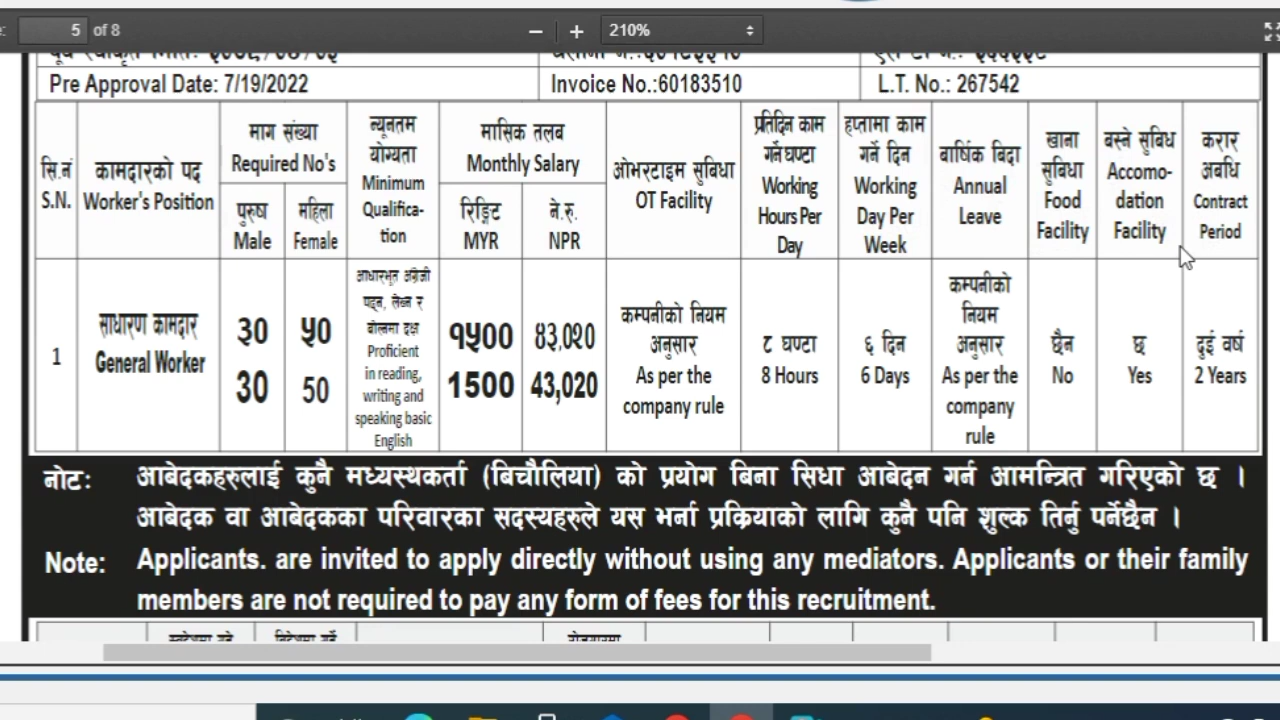 5 of 8
210%
Pre Approval Date: 7/19/2022 Invoice No.:60183510 L.T. No.: 267542
सि.नं S.N.
कामदारको पद Worker's Position
माग संख्या Required No's
पुरुष Male
महिला Female
न्यूनतम योग्यता Minimum Qualifica-tion
मासिक तलब Monthly Salary
रिङ्गिट MYR
ने.रु. NPR
ओभरटाइम सुबिधा OT Facility
प्रतिदिन काम गर्ने घण्टा Working Hours Per Day
हप्तामा काम गर्ने दिन Working Day Per Week
बार्षिक बिदा Annual Leave
खाना सुबिधा Food Facility
बस्ने सुबिध Accomo-dation Facility
करार अवधि Contract Period
1
साधारण कामदार General Worker
३० 30
५० 50
आधारभूत अंग्रेजी पढ्न, लेख्न र बोल्नमा दक्ष Proficient in reading, writing and speaking basic English
१५०० 1500
४३,०२० 43,020
कम्पनीको नियम अनुसार As per the company rule
८ घण्टा 8 Hours
६ दिन 6 Days
कम्पनीको नियम अनुसार As per the company rule
छैन No
छ Yes
दुई वर्ष 2 Years
नोट: आबेदकहरुलाई कुनै मध्यस्थकर्ता (बिचौलिया) को प्रयोग बिना सिधा आबेदन गर्न आमन्त्रित गरिएको छ ।
आबेदक वा आबेदकका परिवारका सदस्यहरुले यस भर्ना प्रक्रियाको लागि कुनै पनि शुल्क तिर्नु पर्नेछैन ।
Note: Applicants. are invited to apply directly without using any mediators. Applicants or their family
members are not required to pay any form of fees for this recruitment.